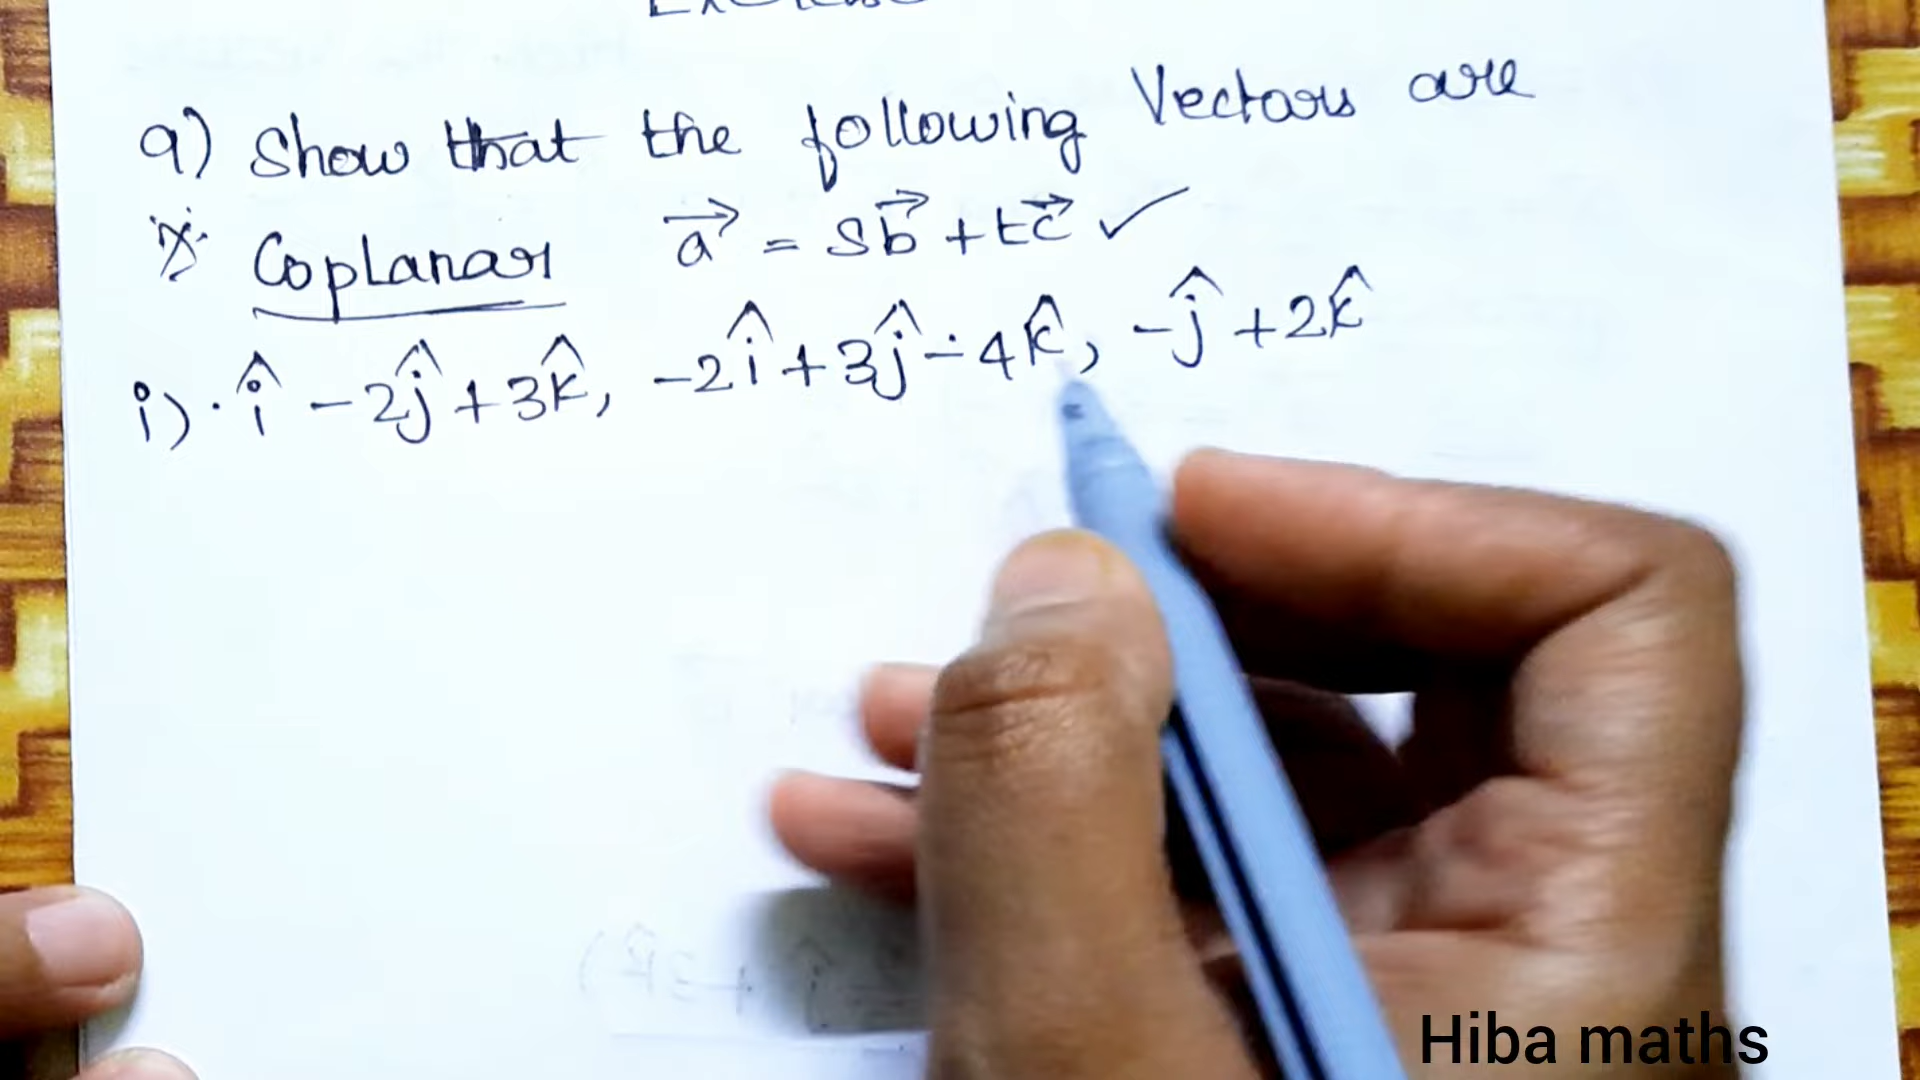 9) Show that the following Vectors are
Coplanar a⃗ = sb⃗ + tc⃗ ✓
i) î - 2ĵ + 3k̂, -2î + 3ĵ - 4k̂, -ĵ + 2k̂
Hiba maths